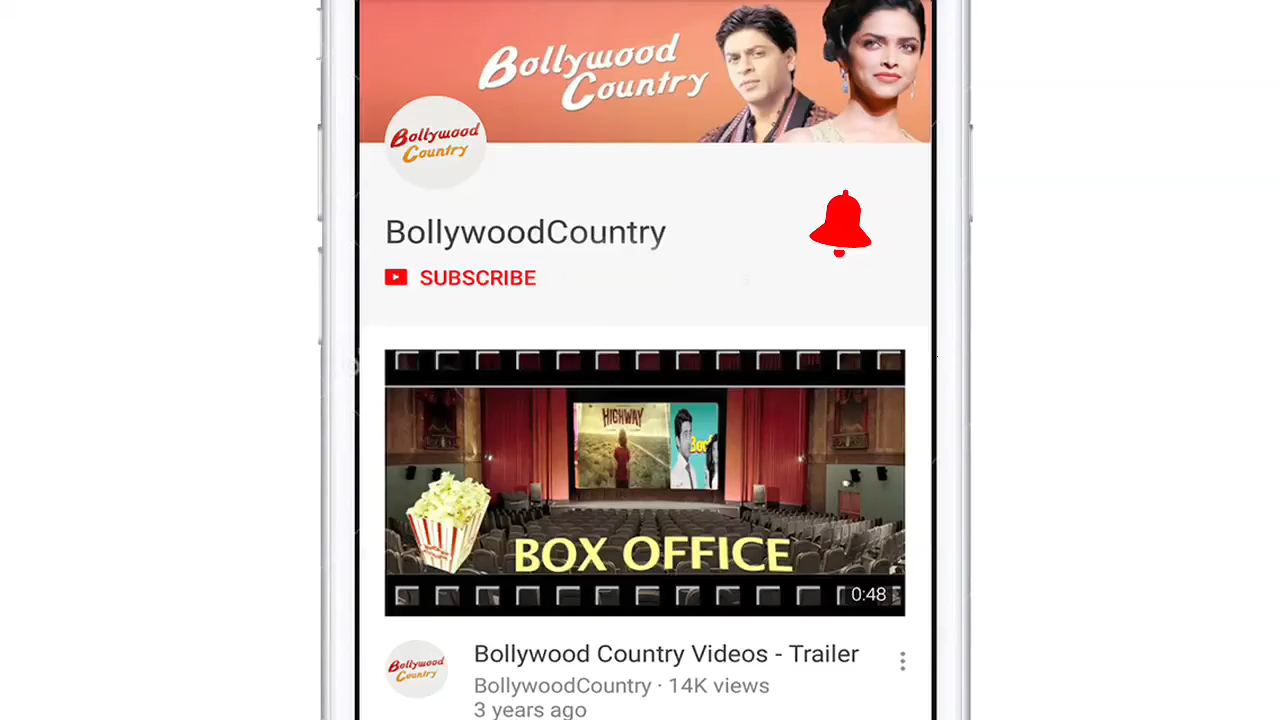 Bollywood
Country
Bollywood
Country
BollywoodCountry
SUBSCRIBE
HIGHWAY
BOX OFFICE
0:48
Bollywood
Country
Bollywood Country Videos - Trailer
BollywoodCountry · 14K views
3 years ago